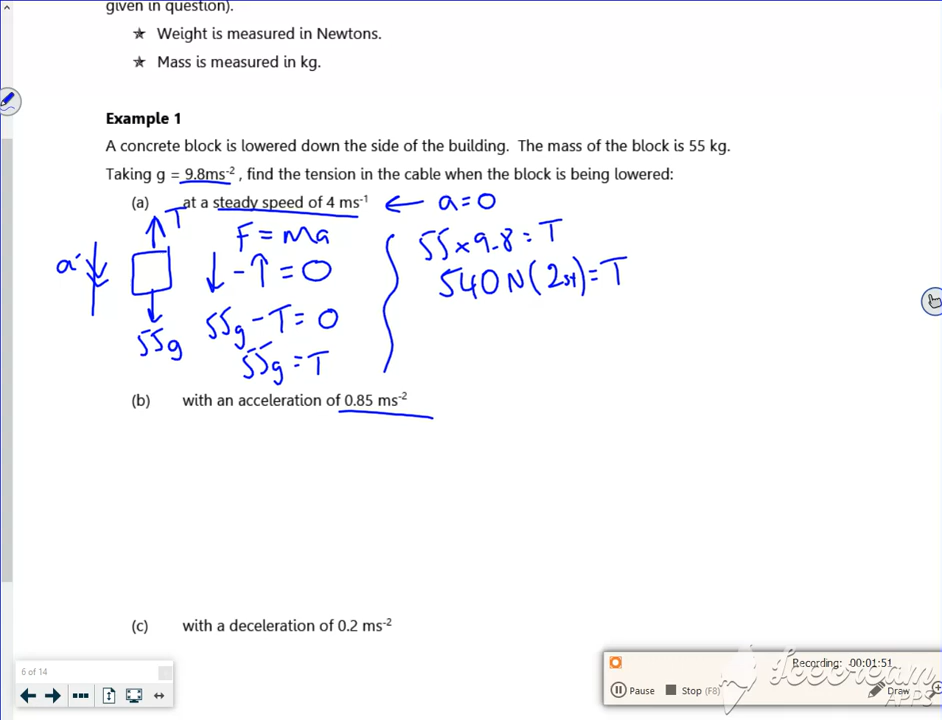 given in question).
★ Weight is measured in Newtons.
★ Mass is measured in kg.
Example 1
A concrete block is lowered down the side of the building. The mass of the block is 55 kg.
Taking g = 9.8ms⁻² , find the tension in the cable when the block is being lowered:
(a) at a steady speed of 4 ms⁻¹ ← a=0
T
F = ma
55×9.8=T
a
↓ - ↑ = 0
540N(2sf)=T
55g - T = 0
55g
55g = T
(b) with an acceleration of 0.85 ms⁻²
(c) with a deceleration of 0.2 ms⁻²
6 of 14
Recording: 00:01:51
Pause Stop (F8) Draw
Icecream
APPS